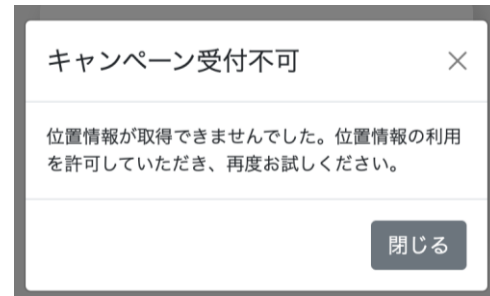 キャンペーン受付不可
位置情報が取得できませんでした。位置情報の利用
を許可していただき、再度お試しください。
閉じる